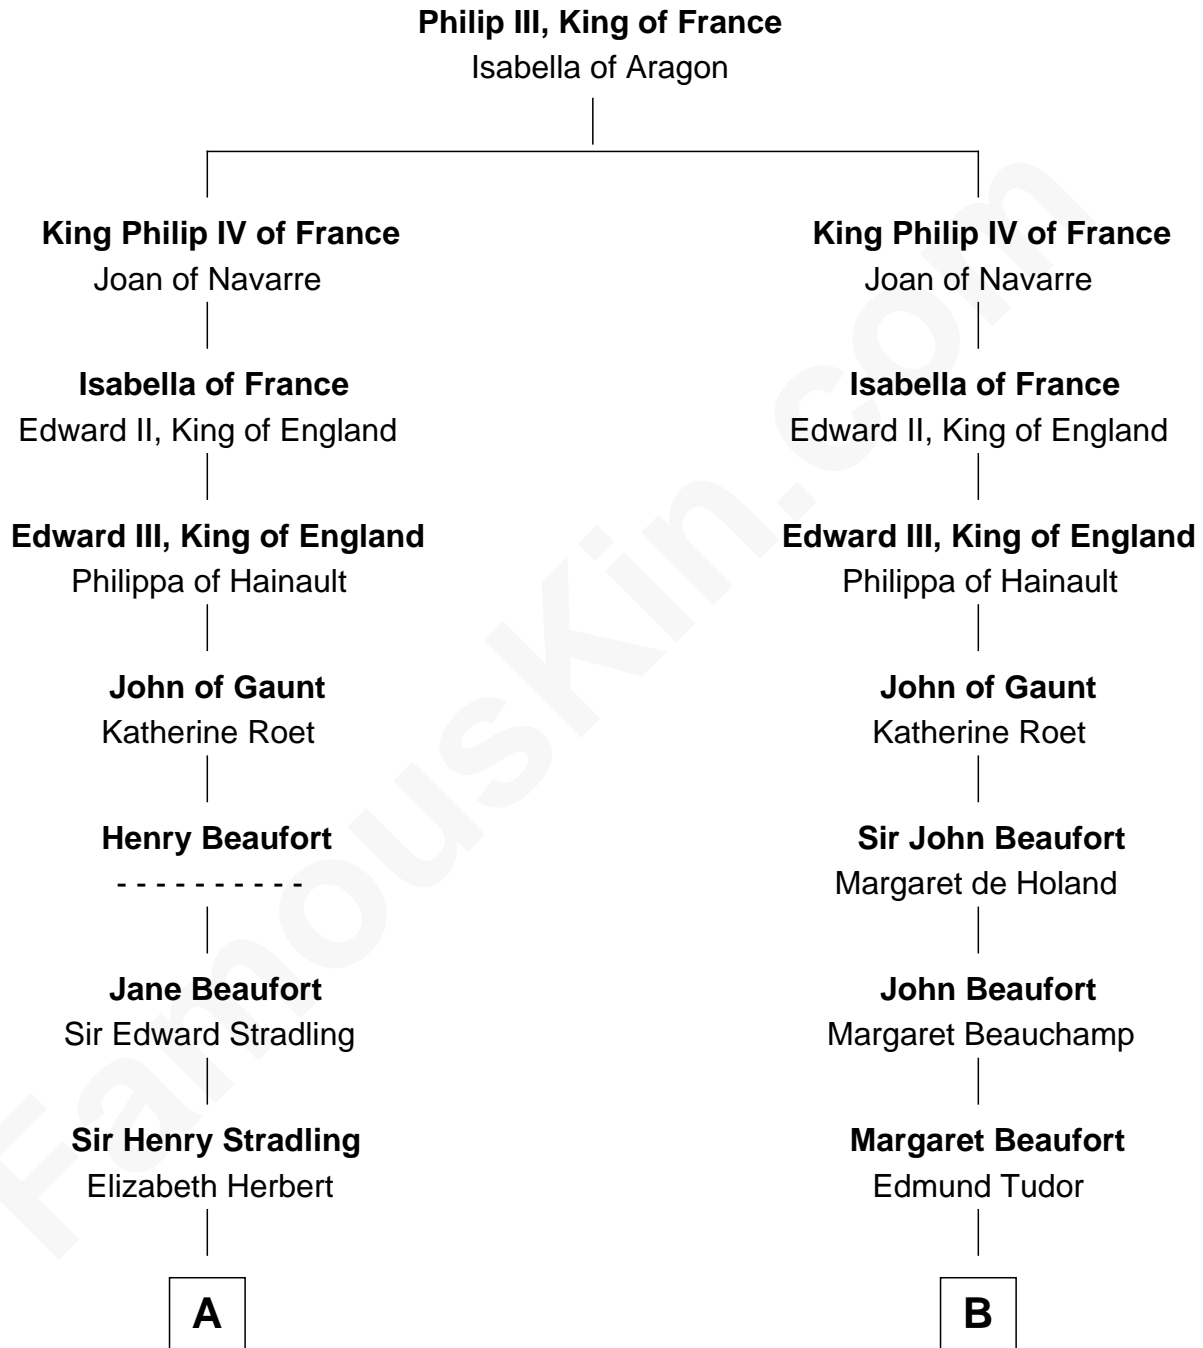 Philip III, King of France
Isabella of Aragon
King Philip IV of France
Joan of Navarre
King Philip IV of France
Joan of Navarre
Isabella of France
Edward II, King of England
Isabella of France
Edward II, King of England
Edward III, King of England
Philippa of Hainault
Edward III, King of England
Philippa of Hainault
John of Gaunt
Katherine Roet
John of Gaunt
Katherine Roet
Henry Beaufort
- - - - - - - - - -
Sir John Beaufort
Margaret de Holand
Jane Beaufort
Sir Edward Stradling
John Beaufort
Margaret Beauchamp
Sir Henry Stradling
Elizabeth Herbert
Margaret Beaufort
Edmund Tudor
A
B
FamousKin.com